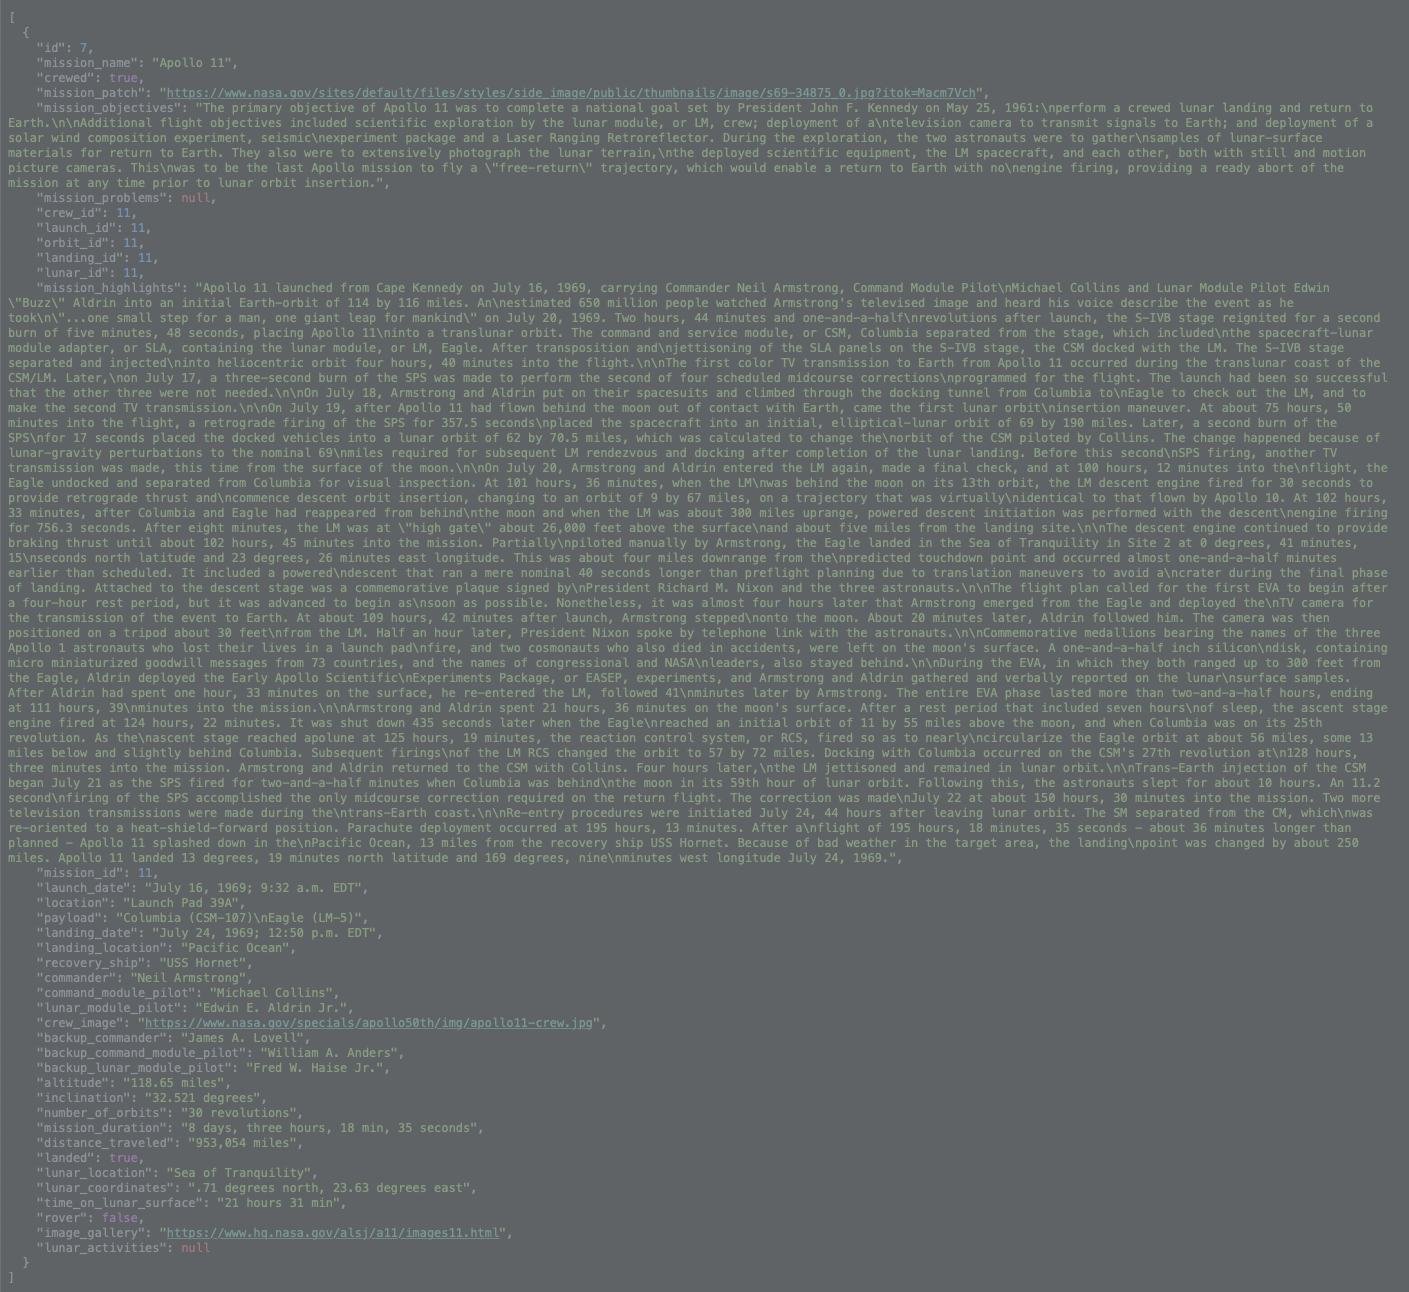 [
  {
    "id": 7,
    "mission_name": "Apollo 11",
    "crewed": true,
    "mission_patch": "https://www.nasa.gov/sites/default/files/styles/side_image/public/thumbnails/image/s69-34875_0.jpg?itok=Macm7Vch",
    "mission_objectives": "The primary objective of Apollo 11 was to complete a national goal set by President John F. Kennedy on May 25, 1961:\nperform a crewed lunar landing and return to
Earth.\n\nAdditional flight objectives included scientific exploration by the lunar module, or LM, crew; deployment of a\ntelevision camera to transmit signals to Earth; and deployment of a
solar wind composition experiment, seismic\nexperiment package and a Laser Ranging Retroreflector. During the exploration, the two astronauts were to gather\nsamples of lunar-surface
materials for return to Earth. They also were to extensively photograph the lunar terrain,\nthe deployed scientific equipment, the LM spacecraft, and each other, both with still and motion
picture cameras. This\nwas to be the last Apollo mission to fly a \"free-return\" trajectory, which would enable a return to Earth with no\nengine firing, providing a ready abort of the
mission at any time prior to lunar orbit insertion.",
    "mission_problems": null,
    "crew_id": 11,
    "launch_id": 11,
    "orbit_id": 11,
    "landing_id": 11,
    "lunar_id": 11,
    "mission_highlights": "Apollo 11 launched from Cape Kennedy on July 16, 1969, carrying Commander Neil Armstrong, Command Module Pilot\nMichael Collins and Lunar Module Pilot Edwin
\"Buzz\" Aldrin into an initial Earth-orbit of 114 by 116 miles. An\nestimated 650 million people watched Armstrong's televised image and heard his voice describe the event as he
took\n\"...one small step for a man, one giant leap for mankind\" on July 20, 1969. Two hours, 44 minutes and one-and-a-half\nrevolutions after launch, the S-IVB stage reignited for a second
burn of five minutes, 48 seconds, placing Apollo 11\ninto a translunar orbit. The command and service module, or CSM, Columbia separated from the stage, which included\nthe spacecraft-lunar
module adapter, or SLA, containing the lunar module, or LM, Eagle. After transposition and\njettisoning of the SLA panels on the S-IVB stage, the CSM docked with the LM. The S-IVB stage
separated and injected\ninto heliocentric orbit four hours, 40 minutes into the flight.\n\nThe first color TV transmission to Earth from Apollo 11 occurred during the translunar coast of the
CSM/LM. Later,\non July 17, a three-second burn of the SPS was made to perform the second of four scheduled midcourse corrections\nprogrammed for the flight. The launch had been so successful
that the other three were not needed.\n\nOn July 18, Armstrong and Aldrin put on their spacesuits and climbed through the docking tunnel from Columbia to\nEagle to check out the LM, and to
make the second TV transmission.\n\nOn July 19, after Apollo 11 had flown behind the moon out of contact with Earth, came the first lunar orbit\ninsertion maneuver. At about 75 hours, 50
minutes into the flight, a retrograde firing of the SPS for 357.5 seconds\nplaced the spacecraft into an initial, elliptical-lunar orbit of 69 by 190 miles. Later, a second burn of the
SPS\nfor 17 seconds placed the docked vehicles into a lunar orbit of 62 by 70.5 miles, which was calculated to change the\norbit of the CSM piloted by Collins. The change happened because of
lunar-gravity perturbations to the nominal 69\nmiles required for subsequent LM rendezvous and docking after completion of the lunar landing. Before this second\nSPS firing, another TV
transmission was made, this time from the surface of the moon.\n\nOn July 20, Armstrong and Aldrin entered the LM again, made a final check, and at 100 hours, 12 minutes into the\nflight, the
Eagle undocked and separated from Columbia for visual inspection. At 101 hours, 36 minutes, when the LM\nwas behind the moon on its 13th orbit, the LM descent engine fired for 30 seconds to
provide retrograde thrust and\ncommence descent orbit insertion, changing to an orbit of 9 by 67 miles, on a trajectory that was virtually\nidentical to that flown by Apollo 10. At 102 hours,
33 minutes, after Columbia and Eagle had reappeared from behind\nthe moon and when the LM was about 300 miles uprange, powered descent initiation was performed with the descent\nengine firing
for 756.3 seconds. After eight minutes, the LM was at \"high gate\" about 26,000 feet above the surface\nand about five miles from the landing site.\n\nThe descent engine continued to provide
braking thrust until about 102 hours, 45 minutes into the mission. Partially\npiloted manually by Armstrong, the Eagle landed in the Sea of Tranquility in Site 2 at 0 degrees, 41 minutes,
15\nseconds north latitude and 23 degrees, 26 minutes east longitude. This was about four miles downrange from the\npredicted touchdown point and occurred almost one-and-a-half minutes
earlier than scheduled. It included a powered\ndescent that ran a mere nominal 40 seconds longer than preflight planning due to translation maneuvers to avoid a\ncrater during the final phase
of landing. Attached to the descent stage was a commemorative plaque signed by\nPresident Richard M. Nixon and the three astronauts.\n\nThe flight plan called for the first EVA to begin after
a four-hour rest period, but it was advanced to begin as\nsoon as possible. Nonetheless, it was almost four hours later that Armstrong emerged from the Eagle and deployed the\nTV camera for
the transmission of the event to Earth. At about 109 hours, 42 minutes after launch, Armstrong stepped\nonto the moon. About 20 minutes later, Aldrin followed him. The camera was then
positioned on a tripod about 30 feet\nfrom the LM. Half an hour later, President Nixon spoke by telephone link with the astronauts.\n\nCommemorative medallions bearing the names of the three
Apollo 1 astronauts who lost their lives in a launch pad\nfire, and two cosmonauts who also died in accidents, were left on the moon's surface. A one-and-a-half inch silicon\ndisk, containing
micro miniaturized goodwill messages from 73 countries, and the names of congressional and NASA\nleaders, also stayed behind.\n\nDuring the EVA, in which they both ranged up to 300 feet from
the Eagle, Aldrin deployed the Early Apollo Scientific\nExperiments Package, or EASEP, experiments, and Armstrong and Aldrin gathered and verbally reported on the lunar\nsurface samples.
After Aldrin had spent one hour, 33 minutes on the surface, he re-entered the LM, followed 41\nminutes later by Armstrong. The entire EVA phase lasted more than two-and-a-half hours, ending
at 111 hours, 39\nminutes into the mission.\n\nArmstrong and Aldrin spent 21 hours, 36 minutes on the moon's surface. After a rest period that included seven hours\nof sleep, the ascent stage
engine fired at 124 hours, 22 minutes. It was shut down 435 seconds later when the Eagle\nreached an initial orbit of 11 by 55 miles above the moon, and when Columbia was on its 25th
revolution. As the\nascent stage reached apolune at 125 hours, 19 minutes, the reaction control system, or RCS, fired so as to nearly\ncircularize the Eagle orbit at about 56 miles, some 13
miles below and slightly behind Columbia. Subsequent firings\nof the LM RCS changed the orbit to 57 by 72 miles. Docking with Columbia occurred on the CSM's 27th revolution at\n128 hours,
three minutes into the mission. Armstrong and Aldrin returned to the CSM with Collins. Four hours later,\nthe LM jettisoned and remained in lunar orbit.\n\nTrans-Earth injection of the CSM
began July 21 as the SPS fired for two-and-a-half minutes when Columbia was behind\nthe moon in its 59th hour of lunar orbit. Following this, the astronauts slept for about 10 hours. An 11.2
second\nfiring of the SPS accomplished the only midcourse correction required on the return flight. The correction was made\nJuly 22 at about 150 hours, 30 minutes into the mission. Two more
television transmissions were made during the\ntrans-Earth coast.\n\nRe-entry procedures were initiated July 24, 44 hours after leaving lunar orbit. The SM separated from the CM, which\nwas
re-oriented to a heat-shield-forward position. Parachute deployment occurred at 195 hours, 13 minutes. After a\nflight of 195 hours, 18 minutes, 35 seconds - about 36 minutes longer than
planned - Apollo 11 splashed down in the\nPacific Ocean, 13 miles from the recovery ship USS Hornet. Because of bad weather in the target area, the landing\npoint was changed by about 250
miles. Apollo 11 landed 13 degrees, 19 minutes north latitude and 169 degrees, nine\nminutes west longitude July 24, 1969.",
    "mission_id": 11,
    "launch_date": "July 16, 1969; 9:32 a.m. EDT",
    "location": "Launch Pad 39A",
    "payload": "Columbia (CSM-107)\nEagle (LM-5)",
    "landing_date": "July 24, 1969; 12:50 p.m. EDT",
    "landing_location": "Pacific Ocean",
    "recovery_ship": "USS Hornet",
    "commander": "Neil Armstrong",
    "command_module_pilot": "Michael Collins",
    "lunar_module_pilot": "Edwin E. Aldrin Jr.",
    "crew_image": "https://www.nasa.gov/specials/apollo50th/img/apollo11-crew.jpg",
    "backup_commander": "James A. Lovell",
    "backup_command_module_pilot": "William A. Anders",
    "backup_lunar_module_pilot": "Fred W. Haise Jr.",
    "altitude": "118.65 miles",
    "inclination": "32.521 degrees",
    "number_of_orbits": "30 revolutions",
    "mission_duration": "8 days, three hours, 18 min, 35 seconds",
    "distance_traveled": "953,054 miles",
    "landed": true,
    "lunar_location": "Sea of Tranquility",
    "lunar_coordinates": ".71 degrees north, 23.63 degrees east",
    "time_on_lunar_surface": "21 hours 31 min",
    "rover": false,
    "image_gallery": "https://www.hq.nasa.gov/alsj/a11/images11.html",
    "lunar_activities": null
  }
]